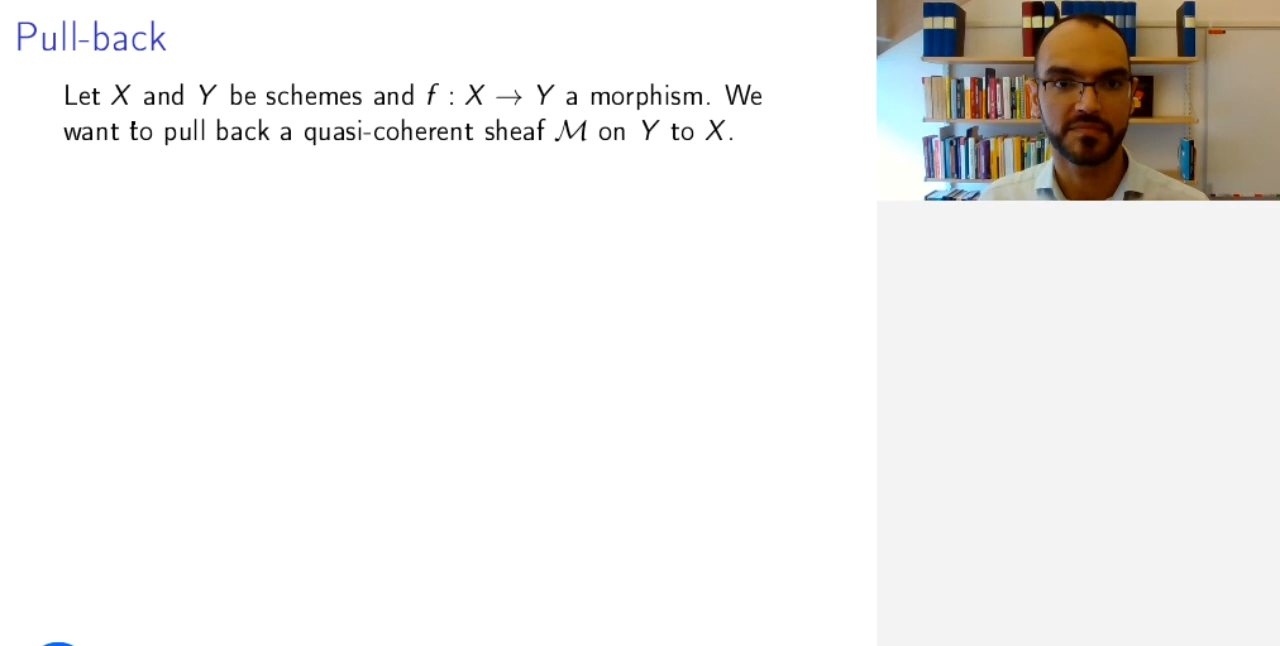 Pull-back
Let X and Y be schemes and f : X → Y a morphism. We
want to pull back a quasi-coherent sheaf ℳ on Y to X.